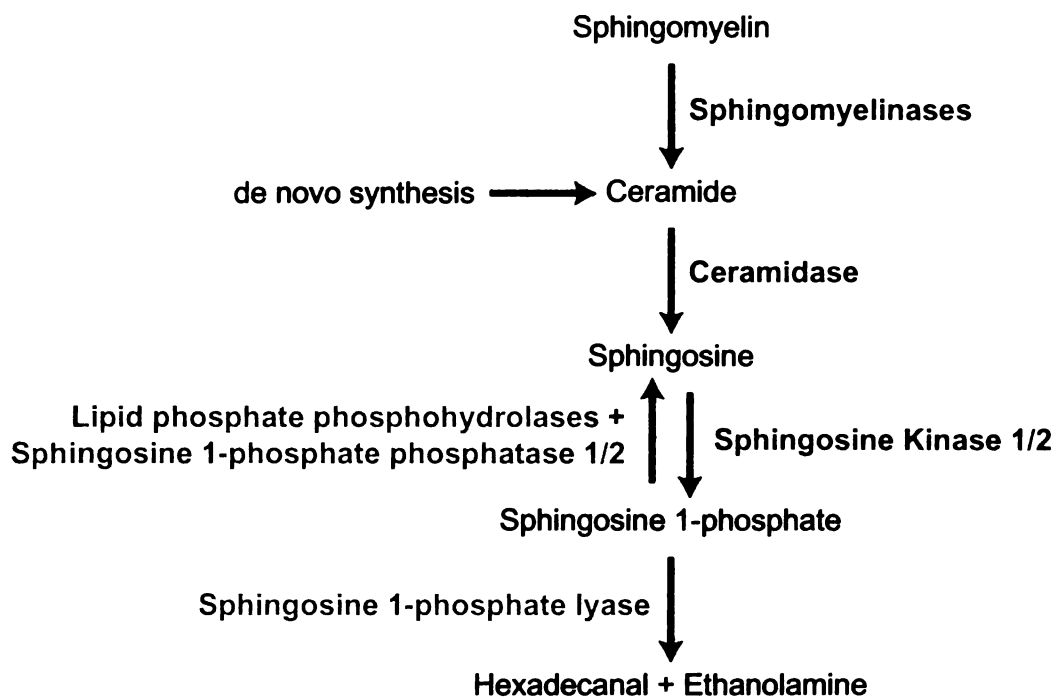 Sphingomyelin
Sphingomyelinases
de novo synthesis
Ceramide
Ceramidase
Sphingosine
Lipid phosphate phosphohydrolases +
Sphingosine 1-phosphate phosphatase 1/2
Sphingosine Kinase 1/2
Sphingosine 1-phosphate
Sphingosine 1-phosphate lyase
Hexadecanal + Ethanolamine